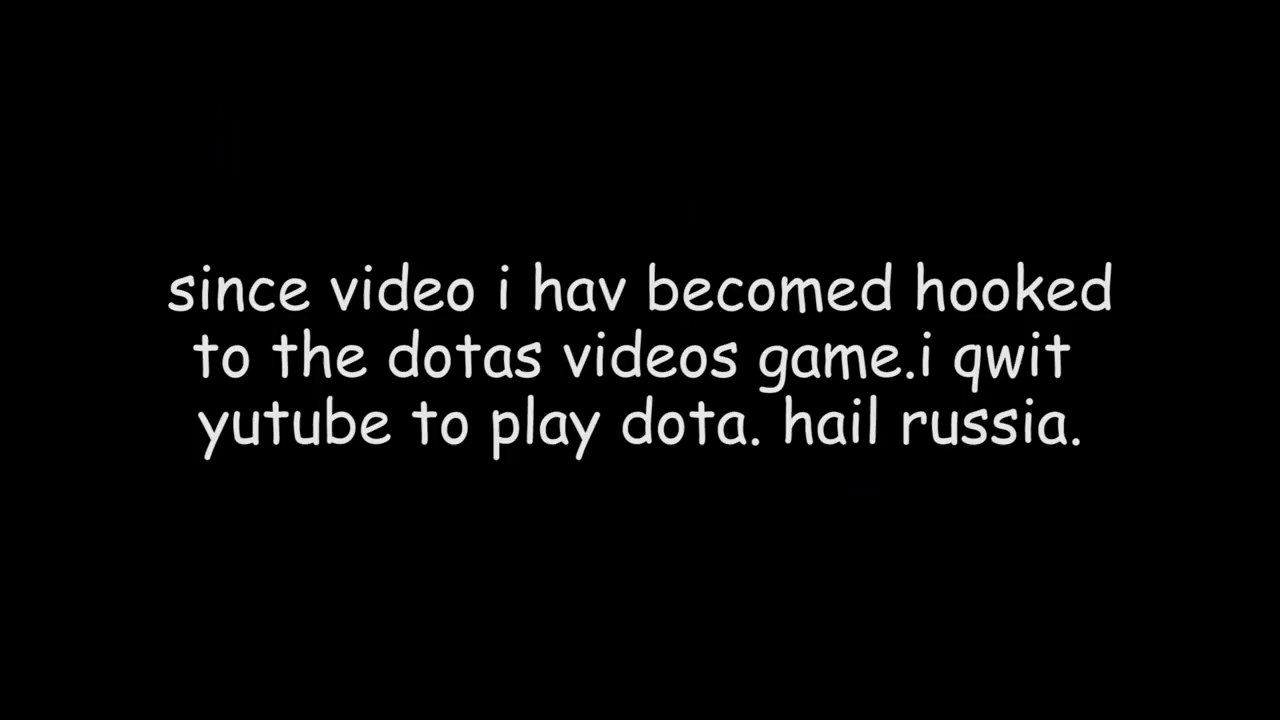 since video i hav becomed hooked
to the dotas videos game.i qwit
yutube to play dota. hail russia.